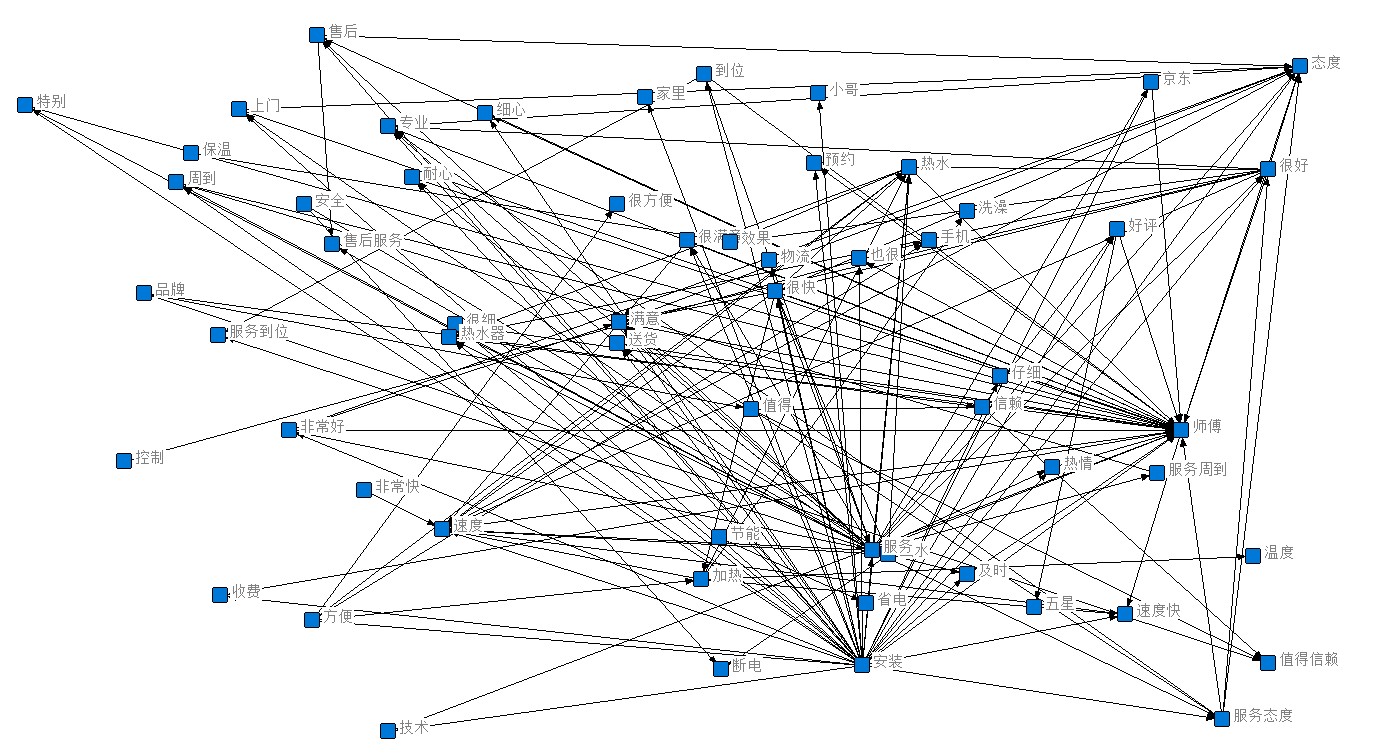 售后
态度
到位
京东
家里
小哥
特别
上门
细心
专业
保温
预约
热水
很好
周到
耐心
安全
很方便
洗澡
售后服务
很满意
效果
手机
好评
物流
也很
品牌
很快
很细
满意
服务到位
热水器
送货
仔细
值得
信赖
非常好
师傅
控制
热情
服务周到
非常快
速度
节能
服务
水
温度
加热
及时
收费
省电
五星
速度快
方便
断电
安装
值得信赖
服务态度
技术